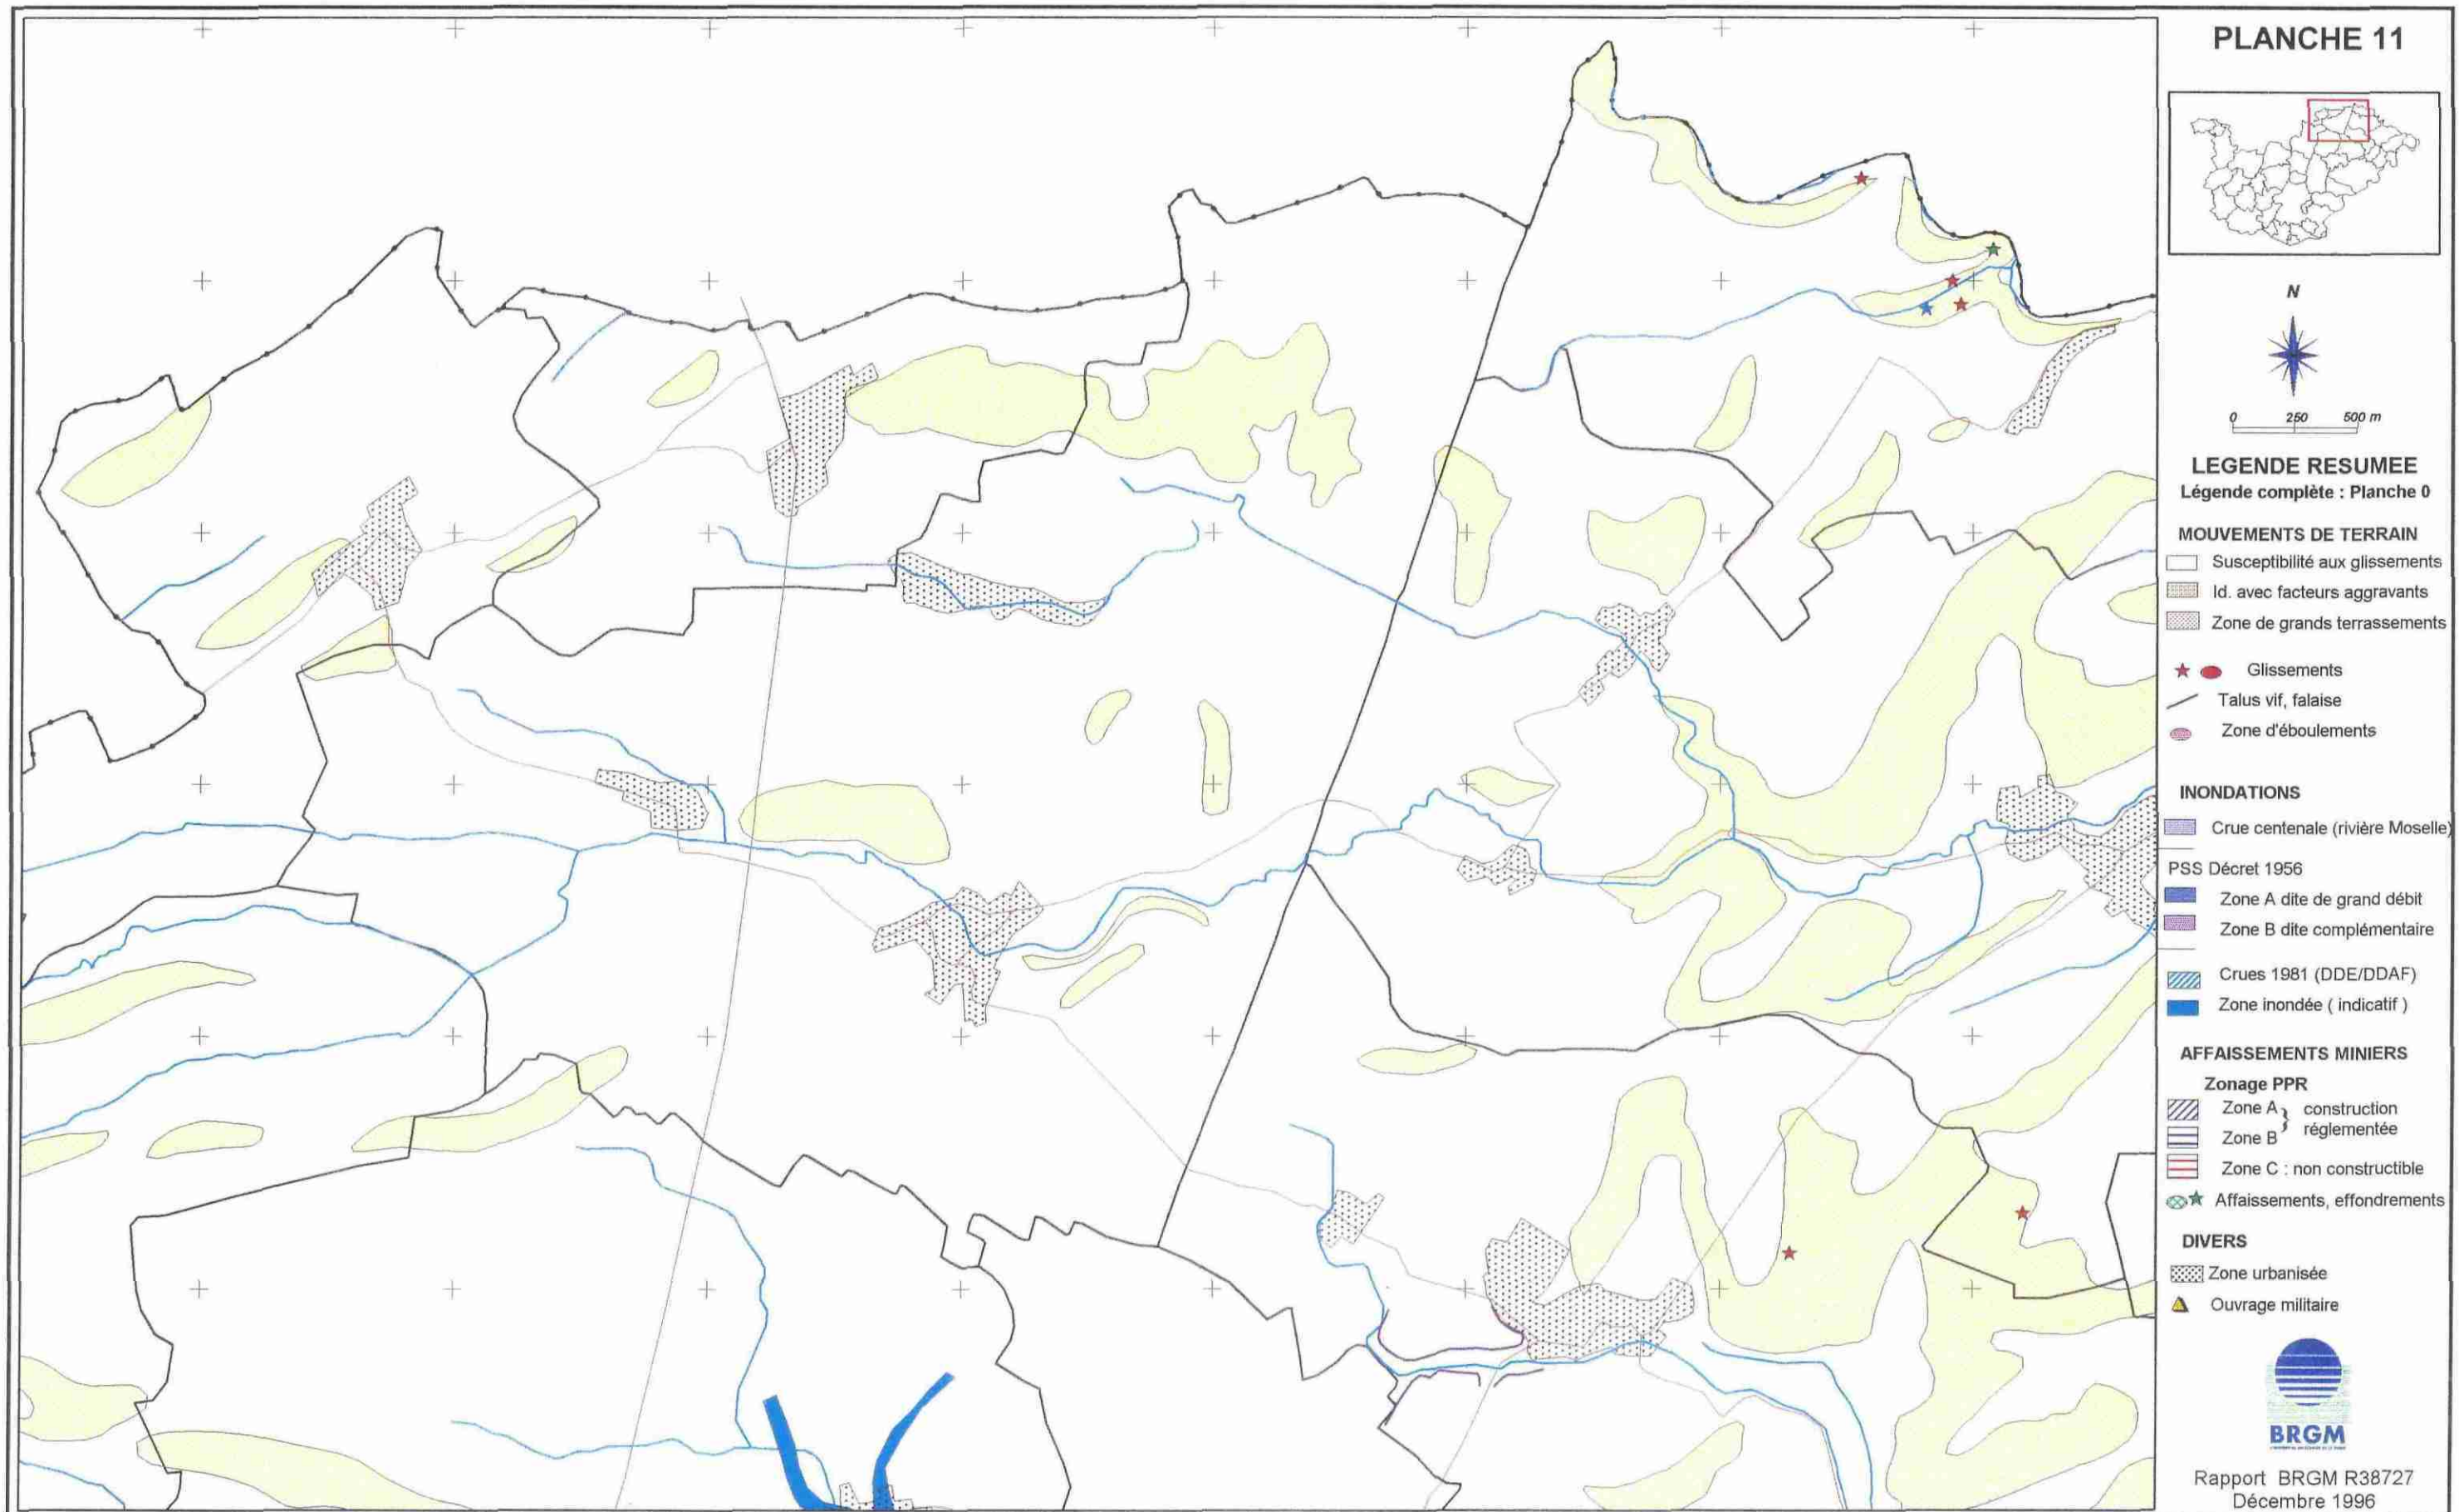 PLANCHE 11
N
0 250 500 m
LEGENDE RESUMEE
Légende complète : Planche 0
MOUVEMENTS DE TERRAIN
Susceptibilité aux glissements
Id. avec facteurs aggravants
Zone de grands terrassements
Glissements
Talus vif, falaise
Zone d'éboulements
INONDATIONS
Crue centenale (rivière Moselle)
PSS Décret 1956
Zone A dite de grand débit
Zone B dite complémentaire
Crues 1981 (DDE/DDAF)
Zone inondée ( indicatif )
AFFAISSEMENTS MINIERS
Zonage PPR
Zone A } construction
Zone B réglementée
Zone C : non constructible
Affaissements, effondrements
DIVERS
Zone urbanisée
Ouvrage militaire
BRGM
Rapport BRGM R38727
Décembre 1996